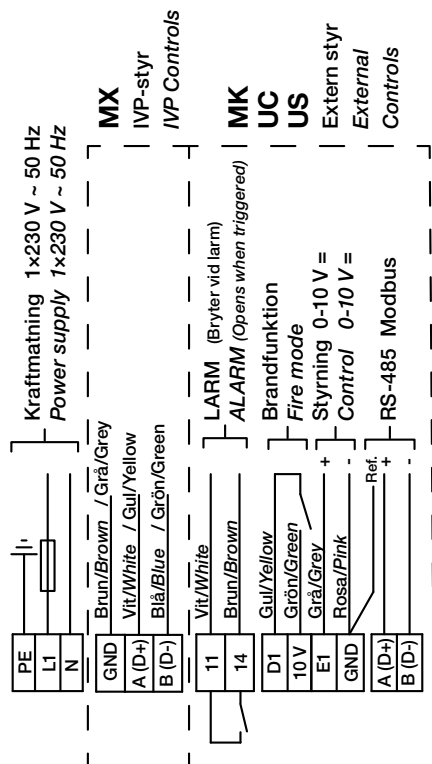 PE
L1
N
Kraftmatning 1×230 V ~ 50 Hz
Power supply 1×230 V ~ 50 Hz
GND
A (D+)
B (D-)
Brun/Brown / Grå/Grey
Vit/White / Gul/Yellow
Blå/Blue / Grön/Green
MX
IVP-styr
IVP Controls
11
14
Vit/White
Brun/Brown
LARM (Bryter vid larm)
ALARM (Opens when triggered)
MK
UC
US
Extern styr
External
Controls
D1
10 V
E1
GND
Gul/Yellow
Grön/Green
Grå/Grey
Rosa/Pink
Brandfunktion
Fire mode
+
-
Styrning 0-10 V =
Control 0-10 V =
Ref.
A (D+)
B (D-)
+
-
RS-485 Modbus